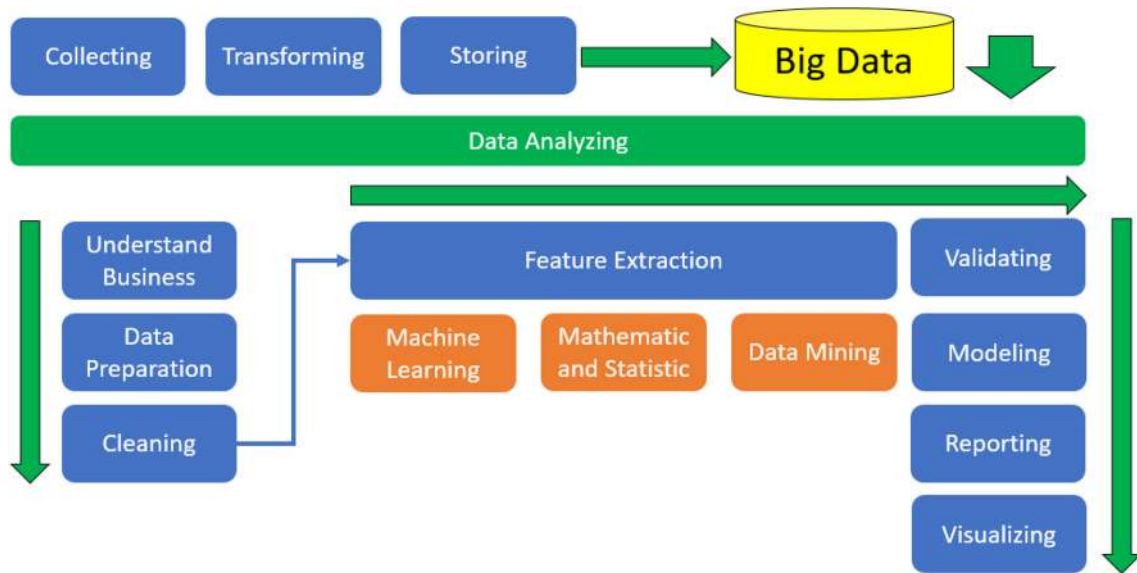 Collecting
Transforming
Storing
Big Data
Data Analyzing
Understand
Business
Data
Preparation
Cleaning
Feature Extraction
Machine
Learning
Mathematic
and Statistic
Data Mining
Validating
Modeling
Reporting
Visualizing